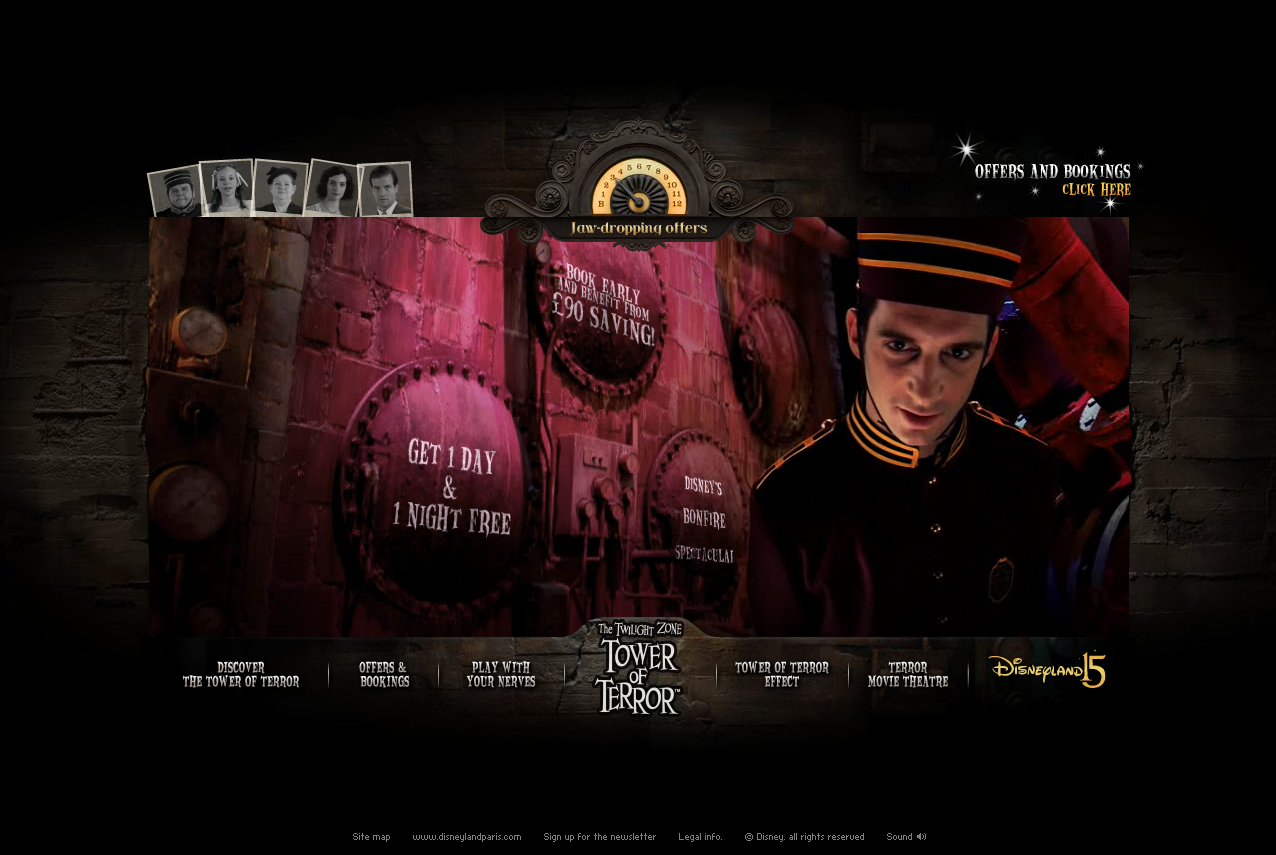 OFFERS AND BOOKINGS
CLICK HERE
B 1 2 3 4 5 6 7 8 9 10 11 12
Jaw-dropping offers
BOOK EARLY
AND BENEFIT FROM
£90 SAVING!
GET 1 DAY
&
1 NIGHT FREE
DISNEY'S
BONFIRE
SPECTACULAR
The TWILIGHT ZONE
TOWER
OF
TERROR™
DISCOVER
THE TOWER OF TERROR
OFFERS &
BOOKINGS
PLAY WITH
YOUR NERVES
TOWER OF TERROR
EFFECT
TERROR
MOVIE THEATRE
DISNEYLAND 15
Site map
www.disneylandparis.com
Sign up for the newsletter
Legal info.
© Disney, all rights reserved
Sound